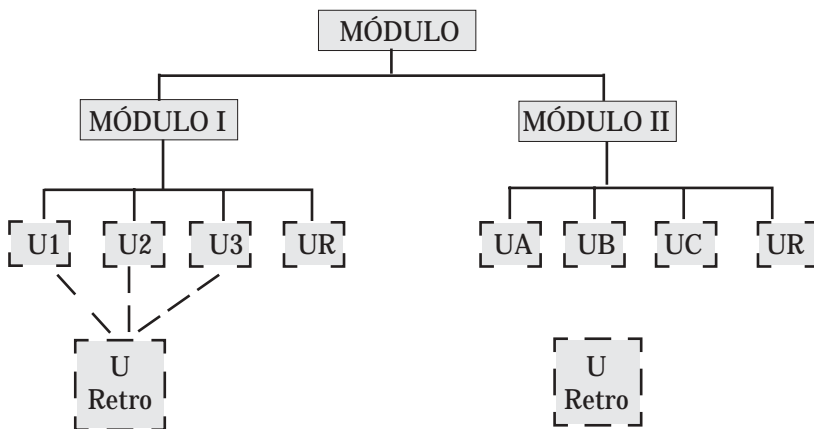 MÓDULO
MÓDULO I
MÓDULO II
U1 U2 U3 UR
UA UB UC UR
U
Retro
U
Retro